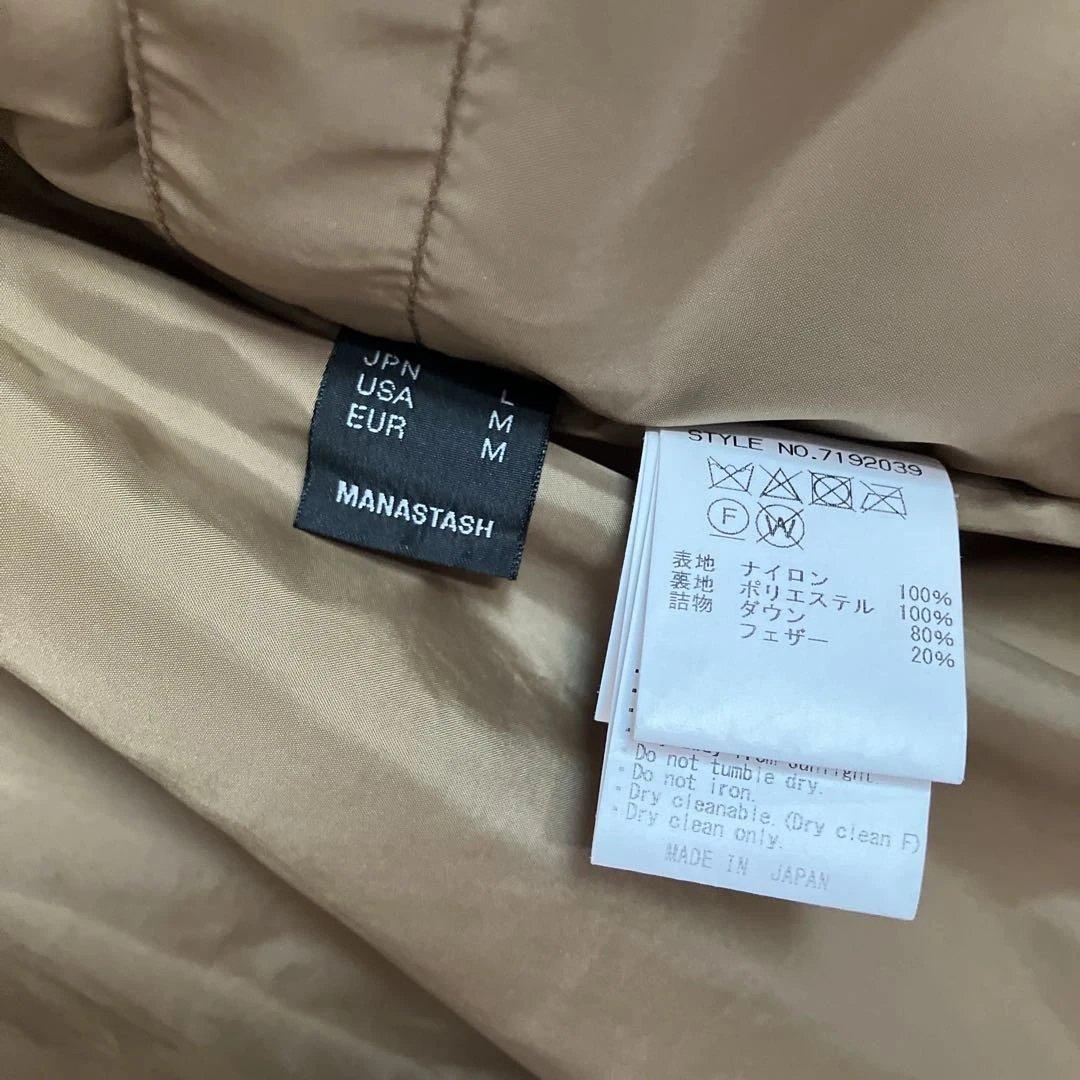 JPN L
USA M
EUR M
MANASTASH
STYLE NO.7192039
F W
表地 ナイロン 100%
裏地 ポリエステル 100%
詰物 ダウン 80%
フェザー 20%
from sunlight.
Do not tumble dry.
・Do not iron.
・Dry cleanable.(Dry clean F)
・Dry clean only.
MADE IN JAPAN